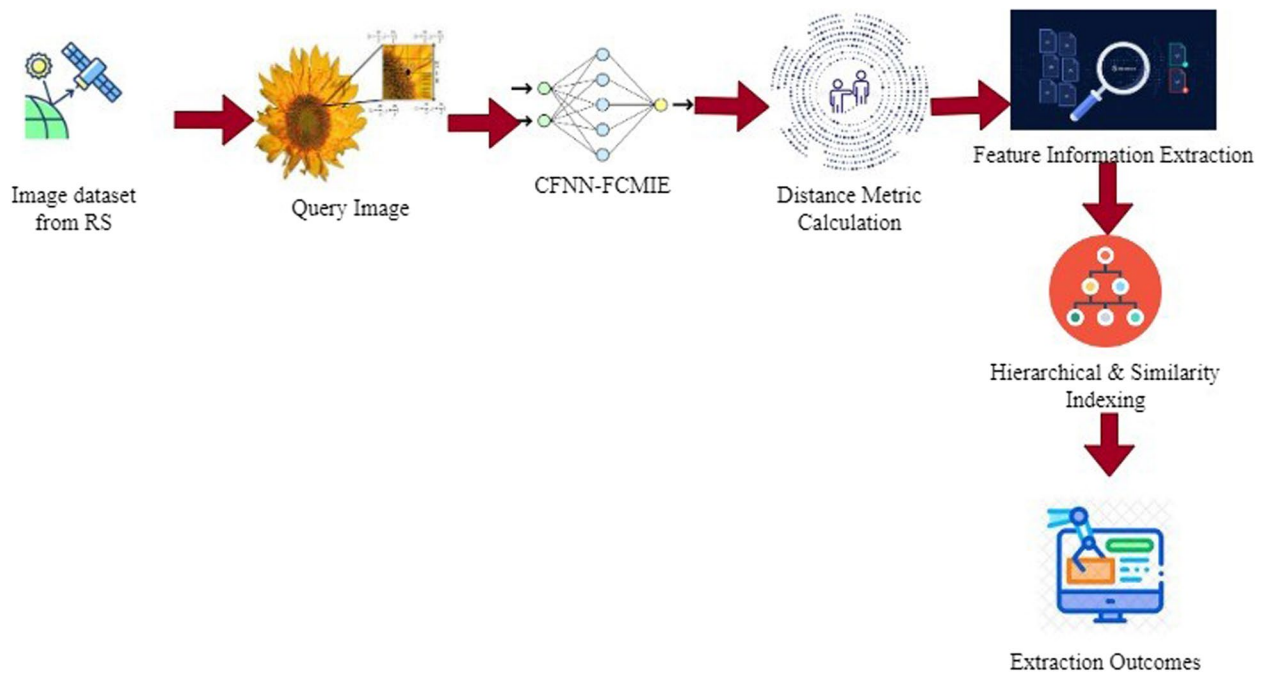 Image dataset
from RS
Query Image
CFNN-FCMIE
Distance Metric
Calculation
Feature Information Extraction
Hierarchical & Similarity
Indexing
Extraction Outcomes